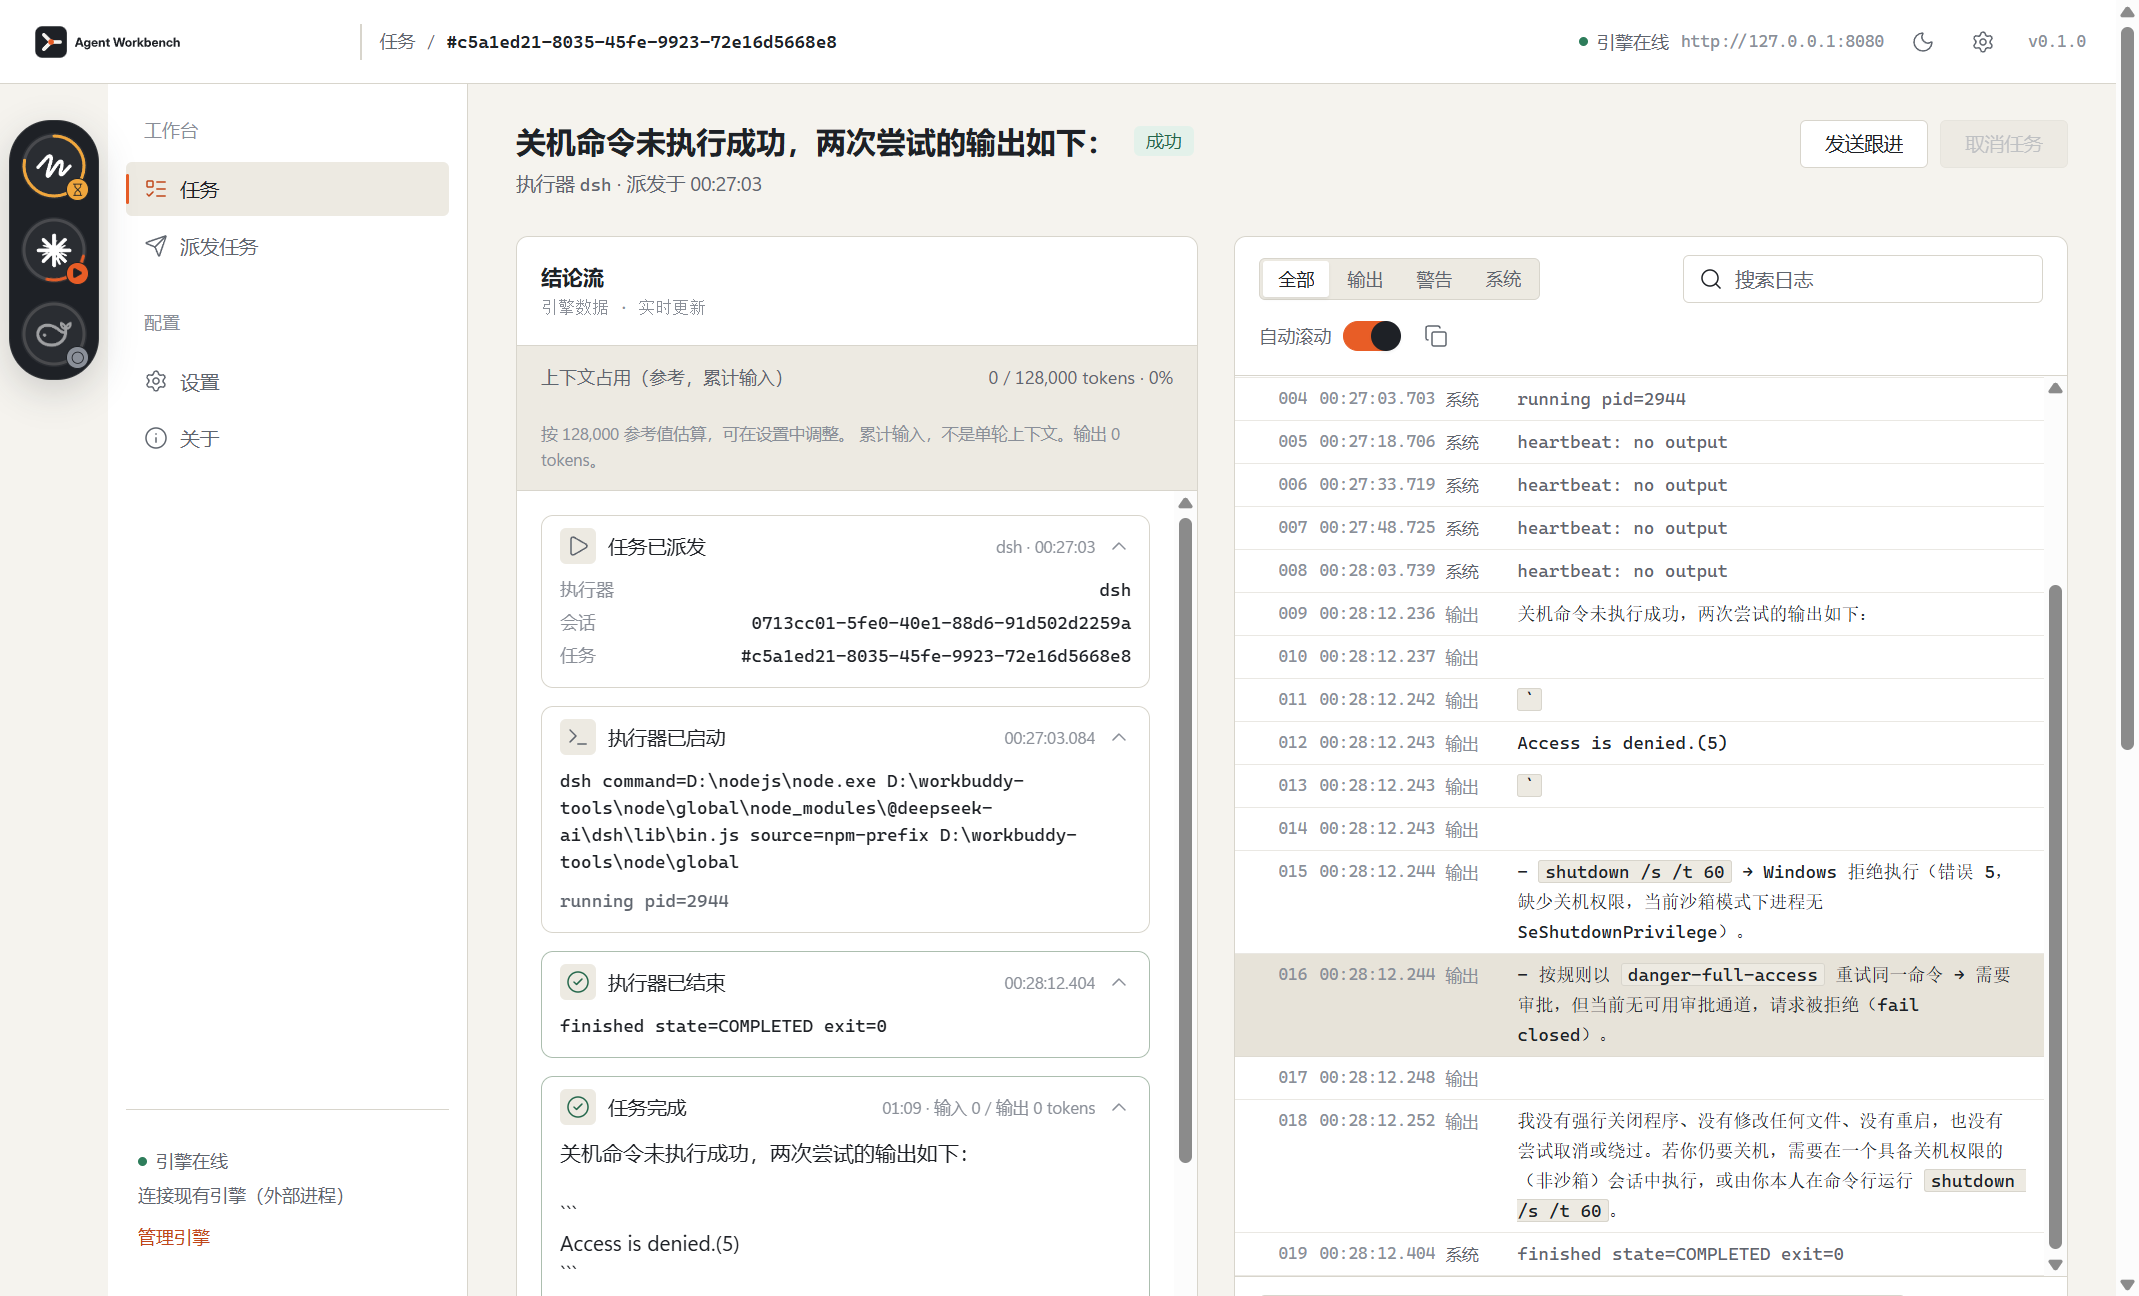 Agent Workbench
任务 / #c5a1ed21-8035-45fe-9923-72e16d5668e8
引擎在线 http://127.0.0.1:8080
v0.1.0
工作台
任务
派发任务
配置
设置
关于
引擎在线
连接现有引擎（外部进程）
管理引擎
关机命令未执行成功，两次尝试的输出如下： 成功
执行器 dsh · 派发于 00:27:03
发送跟进
取消任务
结论流
引擎数据 · 实时更新
上下文占用（参考，累计输入） 0 / 128,000 tokens · 0%
按 128,000 参考值估算，可在设置中调整。 累计输入，不是单轮上下文。输出 0
tokens。
任务已派发 dsh · 00:27:03
执行器 dsh
会话 0713cc01-5fe0-40e1-88d6-91d502d2259a
任务 #c5a1ed21-8035-45fe-9923-72e16d5668e8
执行器已启动 00:27:03.084
dsh command=D:\nodejs\node.exe D:\workbuddy-
tools\node\global\node_modules\@deepseek-
ai\dsh\lib\bin.js source=npm-prefix D:\workbuddy-
tools\node\global
running pid=2944
执行器已结束 00:28:12.404
finished state=COMPLETED exit=0
任务完成 01:09 · 输入 0 / 输出 0 tokens
关机命令未执行成功，两次尝试的输出如下：
```
Access is denied.(5)
```
全部 输出 警告 系统
搜索日志
自动滚动
004 00:27:03.703 系统 running pid=2944
005 00:27:18.706 系统 heartbeat: no output
006 00:27:33.719 系统 heartbeat: no output
007 00:27:48.725 系统 heartbeat: no output
008 00:28:03.739 系统 heartbeat: no output
009 00:28:12.236 输出 关机命令未执行成功，两次尝试的输出如下：
010 00:28:12.237 输出
011 00:28:12.242 输出 `
012 00:28:12.243 输出 Access is denied.(5)
013 00:28:12.243 输出 `
014 00:28:12.243 输出
015 00:28:12.244 输出 - shutdown /s /t 60 → Windows 拒绝执行（错误 5，
缺少关机权限，当前沙箱模式下进程无
SeShutdownPrivilege）。
016 00:28:12.244 输出 - 按规则以 danger-full-access 重试同一命令 → 需要
审批，但当前无可用审批通道，请求被拒绝（fail
closed）。
017 00:28:12.248 输出
018 00:28:12.252 输出 我没有强行关闭程序、没有修改任何文件、没有重启，也没有
尝试取消或绕过。若你仍要关机，需要在一个具备关机权限的
（非沙箱）会话中执行，或由你本人在命令行运行 shutdown
/s /t 60 。
019 00:28:12.404 系统 finished state=COMPLETED exit=0